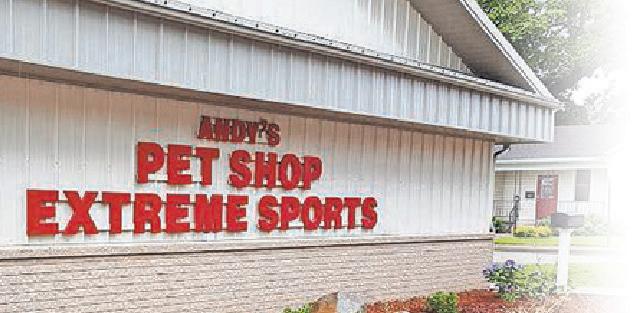 ANDY'S
PET SHOP
EXTREME SPORTS